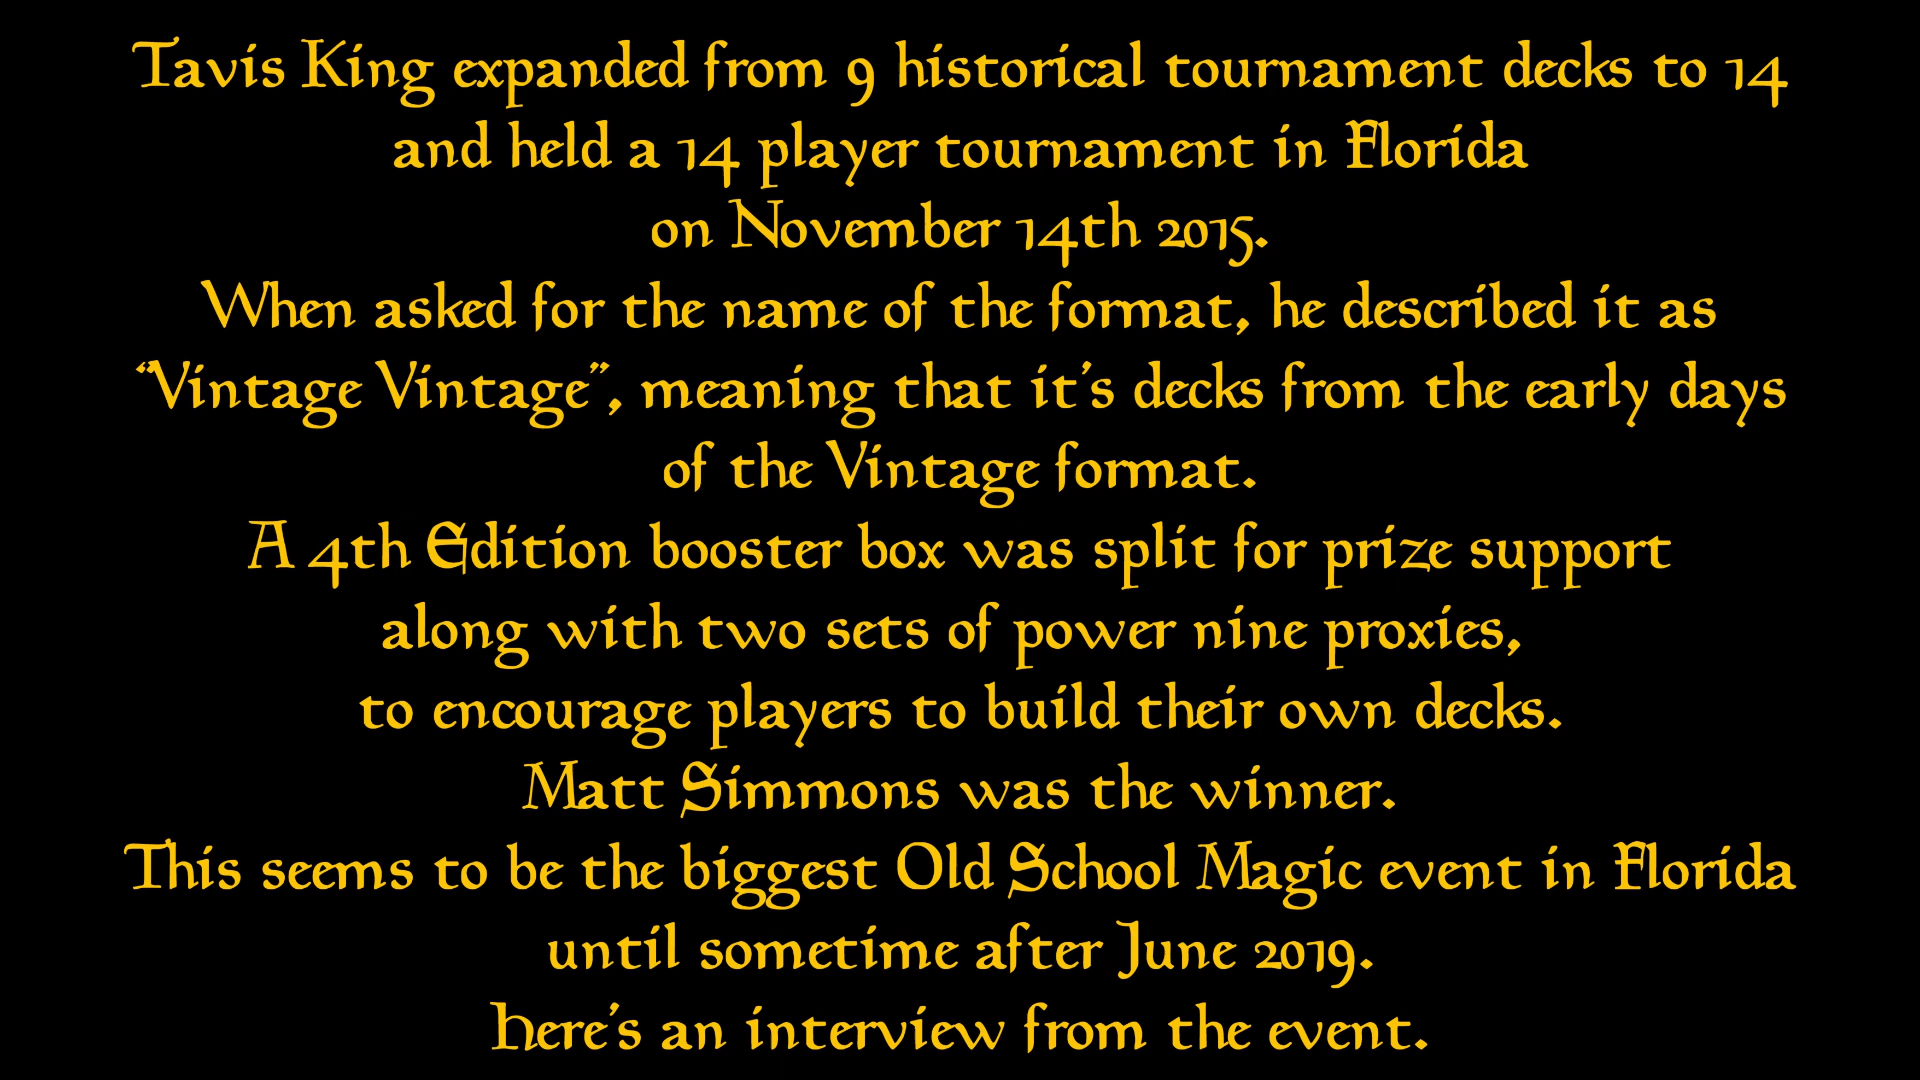 Tavis King expanded from 9 historical tournament decks to 14
and held a 14 player tournament in Florida
on November 14th 2015.
When asked for the name of the format, he described it as
“Vintage Vintage”, meaning that it’s decks from the early days
of the Vintage format.
A 4th Edition booster box was split for prize support
along with two sets of power nine proxies,
to encourage players to build their own decks.
Matt Simmons was the winner.
This seems to be the biggest Old School Magic event in Florida
until sometime after June 2019.
Here’s an interview from the event.